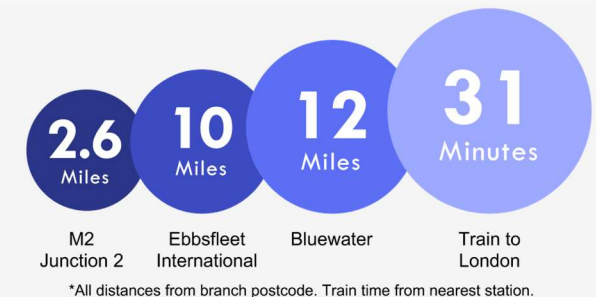 2.6
Miles
10
Miles
12
Miles
31
Minutes
M2
Junction 2
Ebbsfleet
International
Bluewater
Train to
London
*All distances from branch postcode. Train time from nearest station.